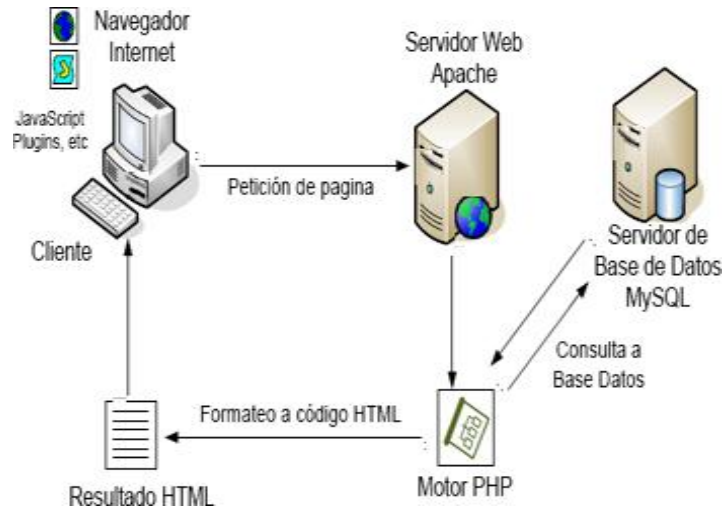 Navegador
Internet
JavaScript
Plugins, etc
Cliente
Petición de pagina
Servidor Web
Apache
Servidor de
Base de Datos
MySQL
Consulta a
Base Datos
Motor PHP
Formateo a código HTML
Resultado HTML